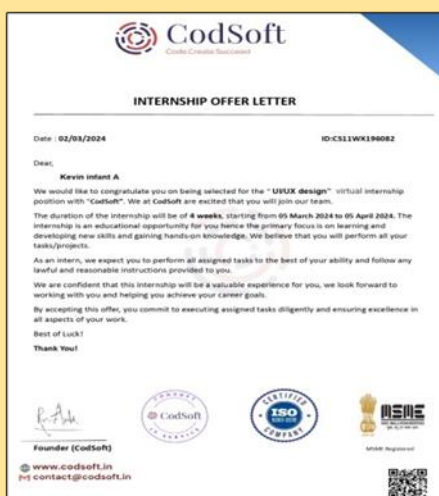 CodSoft
Code Create Succeed
INTERNSHIP OFFER LETTER
Date : 02/03/2024 ID:CS11WX196082
Dear,
Kevin infant A
We would like to congratulate you on being selected for the " UI/UX design" virtual internship
position with "CodSoft". We at CodSoft are excited that you will join our team.
The duration of the internship will be of 4 weeks, starting from 05 March 2024 to 05 April 2024. The
internship is an educational opportunity for you hence the primary focus is on learning and
developing new skills and gaining hands-on knowledge. We believe that you will perform all your
tasks/projects.
As an intern, we expect you to perform all assigned tasks to the best of your ability and follow any
lawful and reasonable instructions provided to you.
We are confident that this internship will be a valuable experience for you, we look forward to
working with you and helping you achieve your career goals.
By accepting this offer, you commit to executing assigned tasks diligently and ensuring excellence in
all aspects of your work.
Best of Luck!
Thank You!
CODSOFT
CodSoft
CERTIFIED
ISO
COMPANY
MSME
Founder (CodSoft)
MSME Registered
www.codsoft.in
contact@codsoft.in